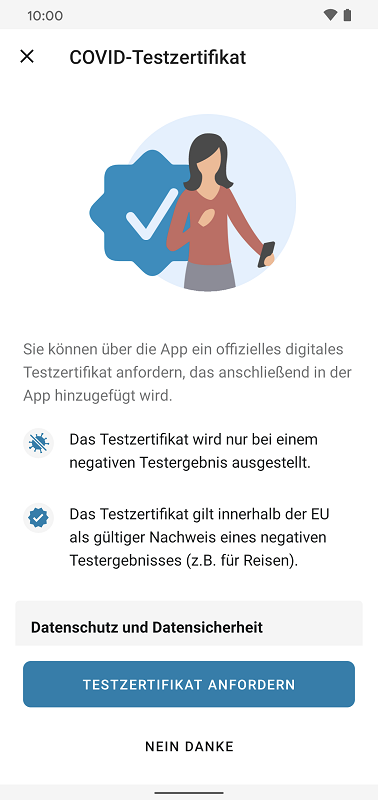 10:00
COVID-Testzertifikat
Sie können über die App ein offizielles digitales
Testzertifikat anfordern, das anschließend in der
App hinzugefügt wird.
Das Testzertifikat wird nur bei einem
negativen Testergebnis ausgestellt.
Das Testzertifikat gilt innerhalb der EU
als gültiger Nachweis eines negativen
Testergebnisses (z.B. für Reisen).
Datenschutz und Datensicherheit
TESTZERTIFIKAT ANFORDERN
NEIN DANKE